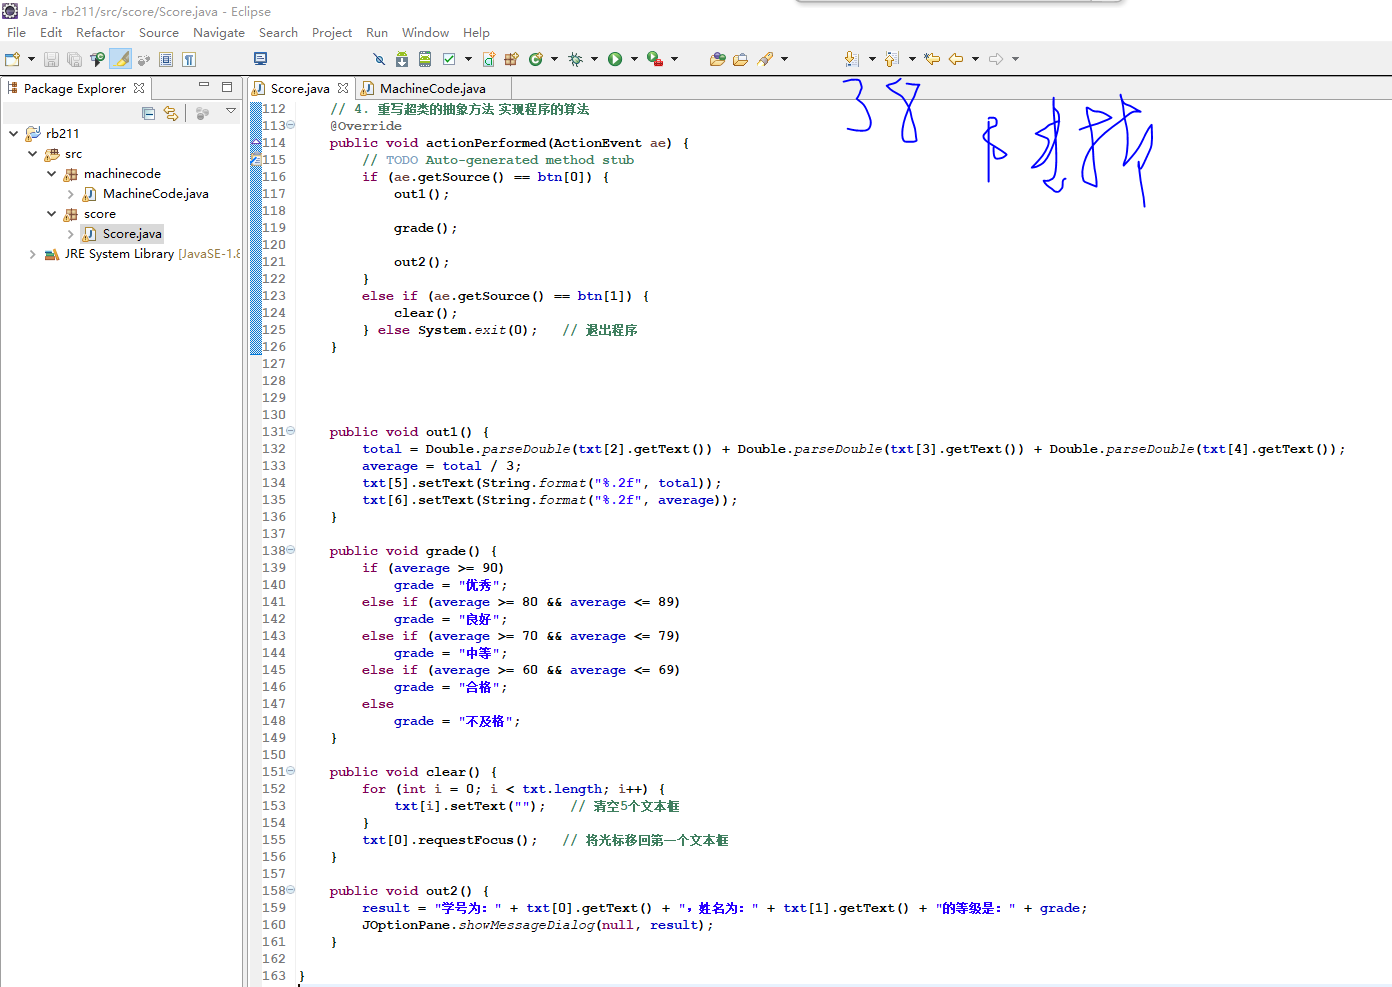 Java - rb211/src/score/Score.java - Eclipse
File Edit Refactor Source Navigate Search Project Run Window Help
Package Explorer
Score.java MachineCode.java
rb211
src
machinecode
MachineCode.java
score
Score.java
JRE System Library [JavaSE-1.8
38
112 // 4. 重写超类的抽象方法 实现程序的算法
113 @Override
114 public void actionPerformed(ActionEvent ae) {
115 // TODO Auto-generated method stub
116 if (ae.getSource() == btn[0]) {
117 out1();
118
119 grade();
120
121 out2();
122 }
123 else if (ae.getSource() == btn[1]) {
124 clear();
125 } else System.exit(0); // 退出程序
126 }
127
128
129
130
131 public void out1() {
132 total = Double.parseDouble(txt[2].getText()) + Double.parseDouble(txt[3].getText()) + Double.parseDouble(txt[4].getText());
133 average = total / 3;
134 txt[5].setText(String.format("%.2f", total));
135 txt[6].setText(String.format("%.2f", average));
136 }
137
138 public void grade() {
139 if (average >= 90)
140 grade = "优秀";
141 else if (average >= 80 && average <= 89)
142 grade = "良好";
143 else if (average >= 70 && average <= 79)
144 grade = "中等";
145 else if (average >= 60 && average <= 69)
146 grade = "合格";
147 else
148 grade = "不及格";
149 }
150
151 public void clear() {
152 for (int i = 0; i < txt.length; i++) {
153 txt[i].setText(""); // 清空5个文本框
154 }
155 txt[0].requestFocus(); // 将光标移回第一个文本框
156 }
157
158 public void out2() {
159 result = "学号为：" + txt[0].getText() + "，姓名为：" + txt[1].getText() + "的等级是：" + grade;
160 JOptionPane.showMessageDialog(null, result);
161 }
162
163 }